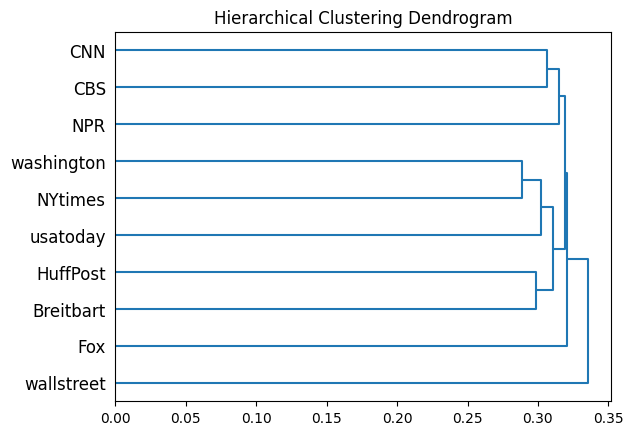 Hierarchical Clustering Dendrogram
CNN
CBS
NPR
washington
NYtimes
usatoday
HuffPost
Breitbart
Fox
wallstreet
0.00 0.05 0.10 0.15 0.20 0.25 0.30 0.35